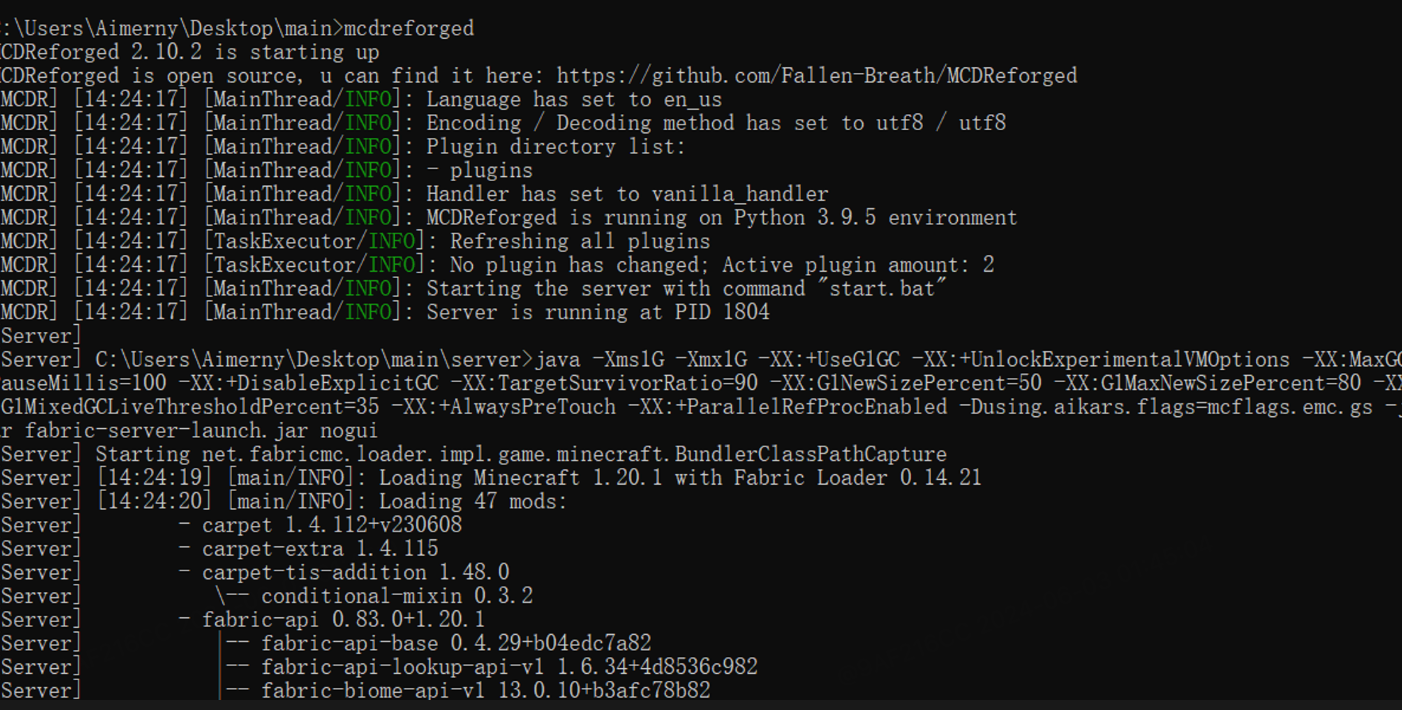 :\Users\Aimerny\Desktop\main>mcdreforged
MCDReforged 2.10.2 is starting up
MCDReforged is open source, u can find it here: https://github.com/Fallen-Breath/MCDReforged
MCDR] [14:24:17] [MainThread/INFO]: Language has set to en_us
MCDR] [14:24:17] [MainThread/INFO]: Encoding / Decoding method has set to utf8 / utf8
MCDR] [14:24:17] [MainThread/INFO]: Plugin directory list:
MCDR] [14:24:17] [MainThread/INFO]: - plugins
MCDR] [14:24:17] [MainThread/INFO]: Handler has set to vanilla_handler
MCDR] [14:24:17] [MainThread/INFO]: MCDReforged is running on Python 3.9.5 environment
MCDR] [14:24:17] [TaskExecutor/INFO]: Refreshing all plugins
MCDR] [14:24:17] [TaskExecutor/INFO]: No plugin has changed; Active plugin amount: 2
MCDR] [14:24:17] [MainThread/INFO]: Starting the server with command "start.bat"
MCDR] [14:24:17] [MainThread/INFO]: Server is running at PID 1804
Server]
Server] C:\Users\Aimerny\Desktop\main\server>java -Xms1G -Xmx1G -XX:+UseG1GC -XX:+UnlockExperimentalVMOptions -XX:MaxGC
auseMillis=100 -XX:+DisableExplicitGC -XX:TargetSurvivorRatio=90 -XX:G1NewSizePercent=50 -XX:G1MaxNewSizePercent=80 -XX
G1MixedGCLiveThresholdPercent=35 -XX:+AlwaysPreTouch -XX:+ParallelRefProcEnabled -Dusing.aikars.flags=mcflags.emc.gs -j
r fabric-server-launch.jar nogui
Server] Starting net.fabricmc.loader.impl.game.minecraft.BundlerClassPathCapture
Server] [14:24:19] [main/INFO]: Loading Minecraft 1.20.1 with Fabric Loader 0.14.21
Server] [14:24:20] [main/INFO]: Loading 47 mods:
Server] - carpet 1.4.112+v230608
Server] - carpet-extra 1.4.115
Server] - carpet-tis-addition 1.48.0
Server] \-- conditional-mixin 0.3.2
Server] - fabric-api 0.83.0+1.20.1
Server] |-- fabric-api-base 0.4.29+b04edc7a82
Server] |-- fabric-api-lookup-api-v1 1.6.34+4d8536c982
Server] |-- fabric-biome-api-v1 13.0.10+b3afc78b82